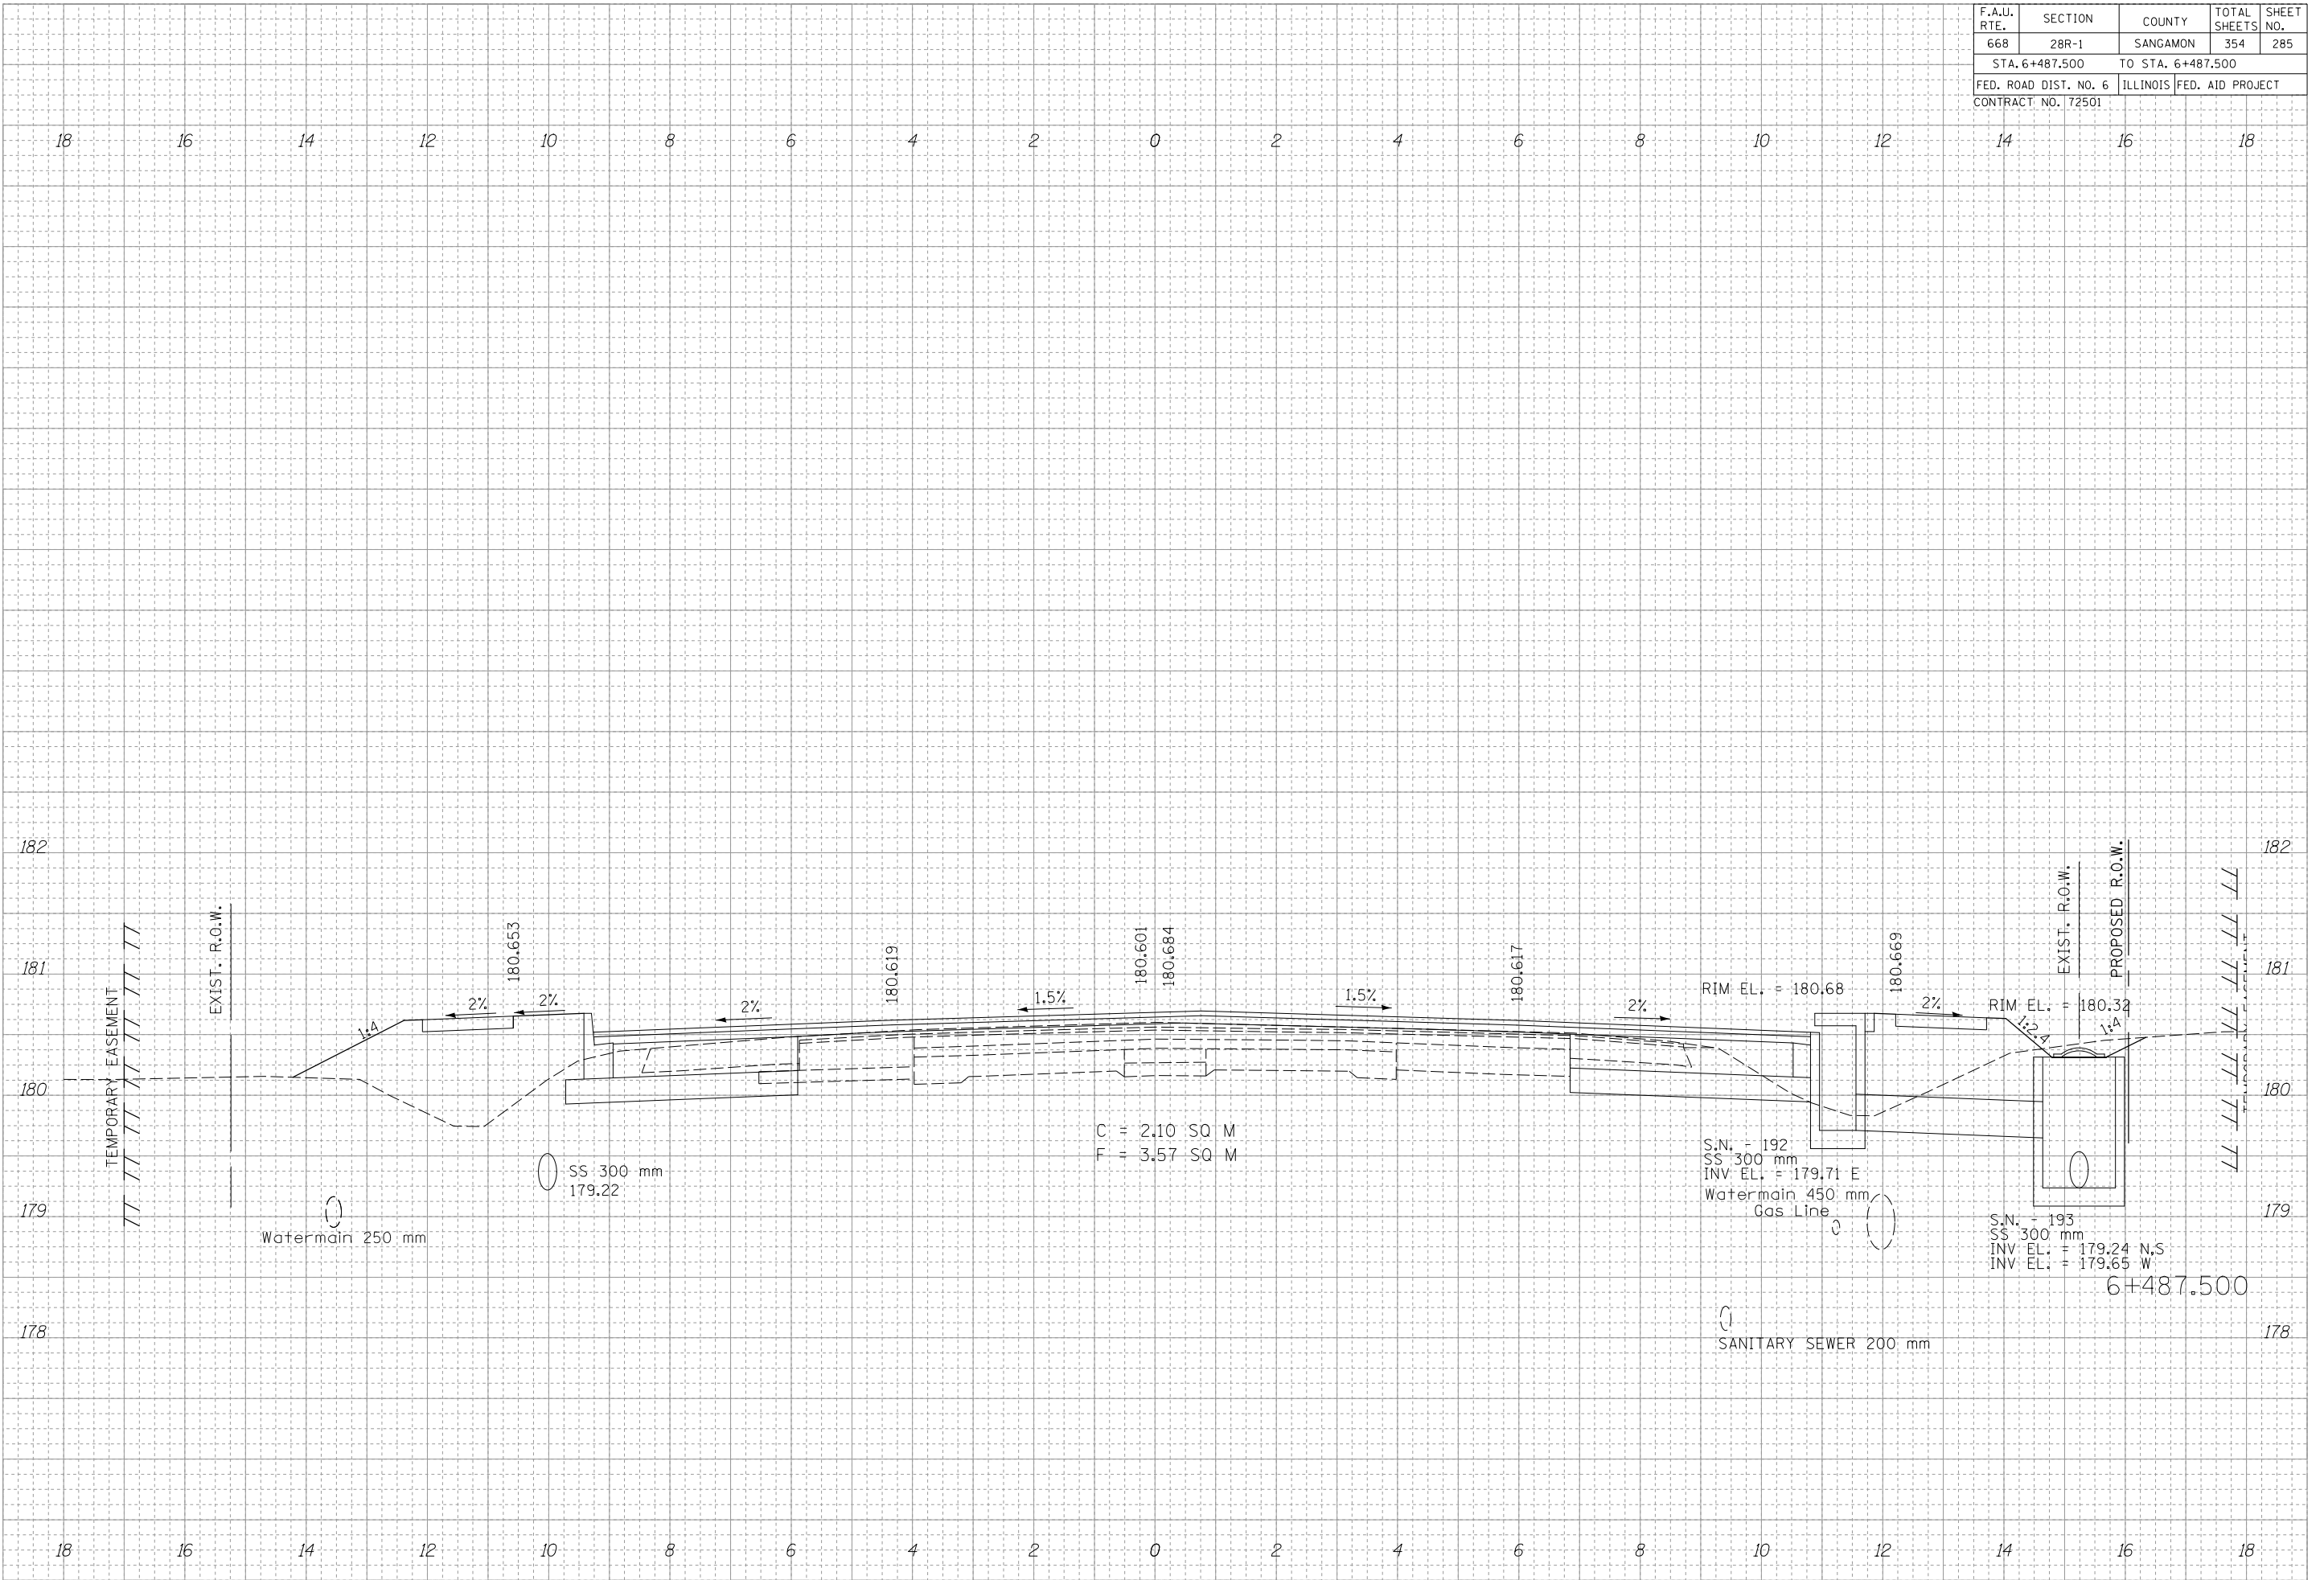 F.A.U. RTE. SECTION COUNTY TOTAL SHEETS SHEET NO.
668 28R-1 SANGAMON 354 285
STA. 6+487.500 TO STA. 6+487.500
FED. ROAD DIST. NO. 6 ILLINOIS FED. AID PROJECT
CONTRACT NO. 72501
18 16 14 12 10 8 6 4 2 0 2 4 6 8 10 12 14 16 18
182 182
181 181
180 180
179 179
178 178
TEMPORARY EASEMENT
EXIST. R.O.W.
1:4
2%
180.653
2%
2%
180.619
1.5%
180.601
180.684
1.5%
180.617
2%
RIM EL. = 180.68
180.669
2%
RIM EL. = 180.32
1:2.4
EXIST. R.O.W.
1:4
PROPOSED R.O.W.
TEMPORARY EASEMENT
C = 2.10 SQ M
F = 3.57 SQ M
SS 300 mm
179.22
Watermain 250 mm
S.N. - 192
SS 300 mm
INV EL. = 179.71 E
Watermain 450 mm
Gas Line
S.N. - 193
SS 300 mm
INV EL. = 179.24 N,S
INV EL. = 179.65 W
6+487.500
SANITARY SEWER 200 mm
18 16 14 12 10 8 6 4 2 0 2 4 6 8 10 12 14 16 18